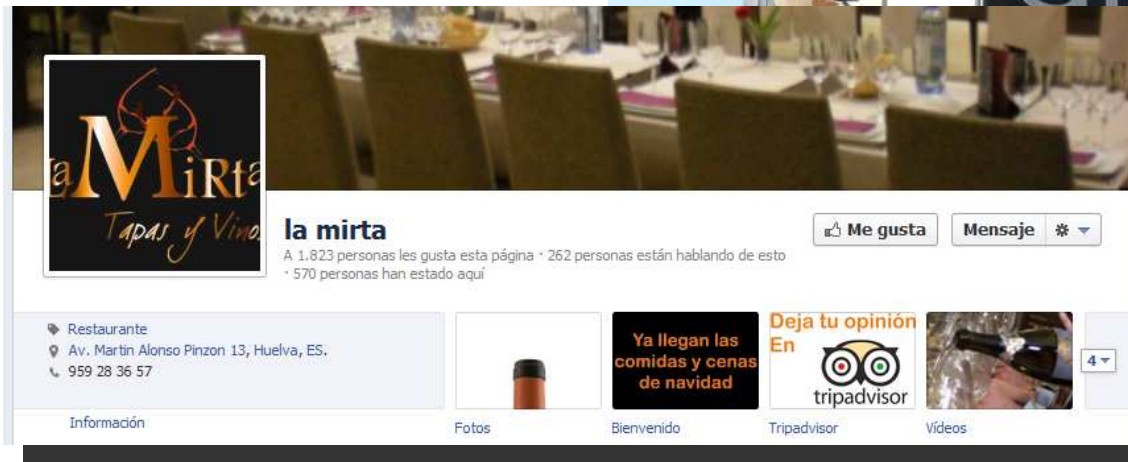 La MiRta
Tapas y Vinos
la mirta
Me gusta
Mensaje
A 1.823 personas les gusta esta página · 262 personas están hablando de esto
· 570 personas han estado aquí
Restaurante
Av. Martin Alonso Pinzon 13, Huelva, ES.
959 28 36 57
Información
Fotos
Ya llegan las
comidas y cenas
de navidad
Bienvenido
Deja tu opinión
En
tripadvisor
Tripadvisor
Vídeos
4